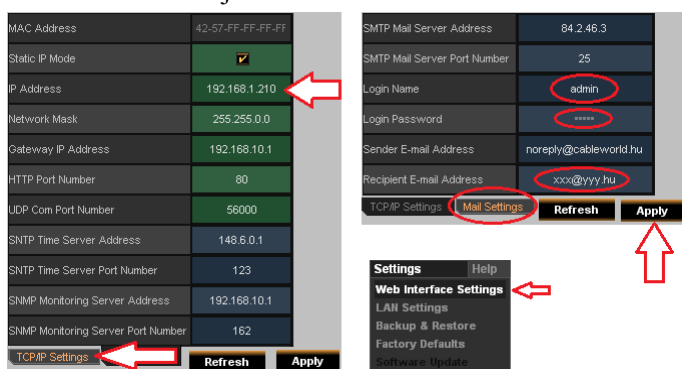 MAC Address 42-57-FF-FF-FF-FF
Static IP Mode
IP Address 192.168.1.210
Network Mask 255.255.0.0
Gateway IP Address 192.168.10.1
HTTP Port Number 80
UDP Com Port Number 56000
SNTP Time Server Address 148.6.0.1
SNTP Time Server Port Number 123
SNMP Monitoring Server Address 192.168.10.1
SNMP Monitoring Server Port Number 162
TCP/IP Settings Refresh Apply
SMTP Mail Server Address 84.2.46.3
SMTP Mail Server Port Number 25
Login Name admin
Login Password *****
Sender E-mail Address noreply@cableworld.hu
Recipient E-mail Address xxx@yyy.hu
TCP/IP Settings Mail Settings Refresh Apply
Settings Help
Web Interface Settings
LAN Settings
Backup & Restore
Factory Defaults
Software Update